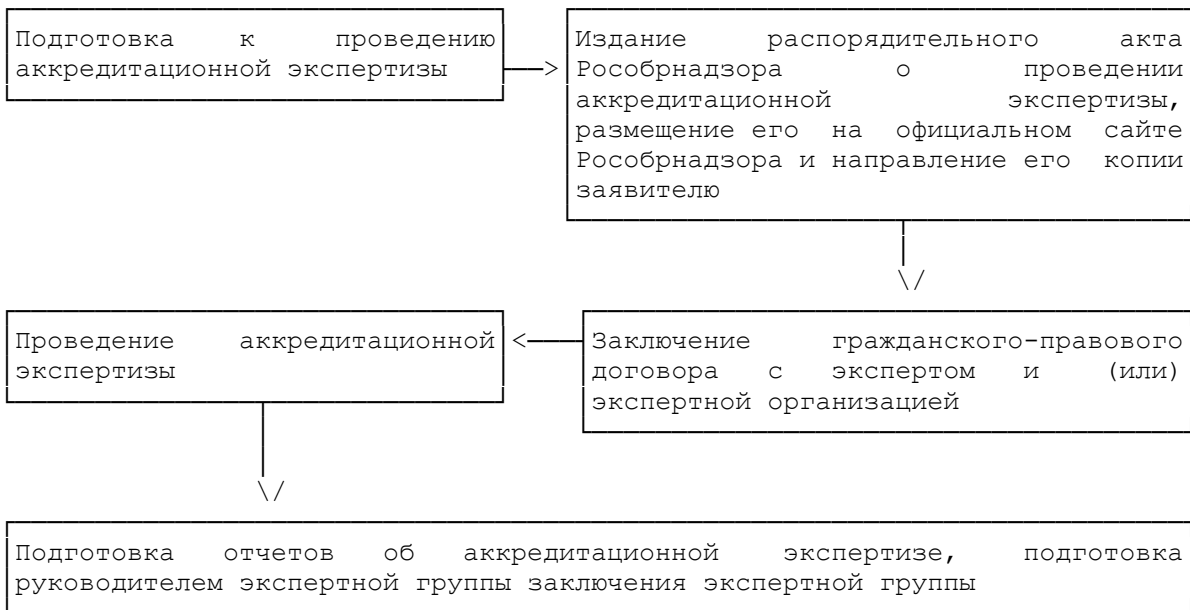 Подготовка к проведению
аккредитационной экспертизы
Издание распорядительного акта
Рособрнадзора о проведении
аккредитационной экспертизы,
размещение его на официальном сайте
Рособрнадзора и направление его копии
заявителю
Проведение аккредитационной
экспертизы
Заключение гражданского-правового
договора с экспертом и (или)
экспертной организацией
Подготовка отчетов об аккредитационной экспертизе, подготовка
руководителем экспертной группы заключения экспертной группы